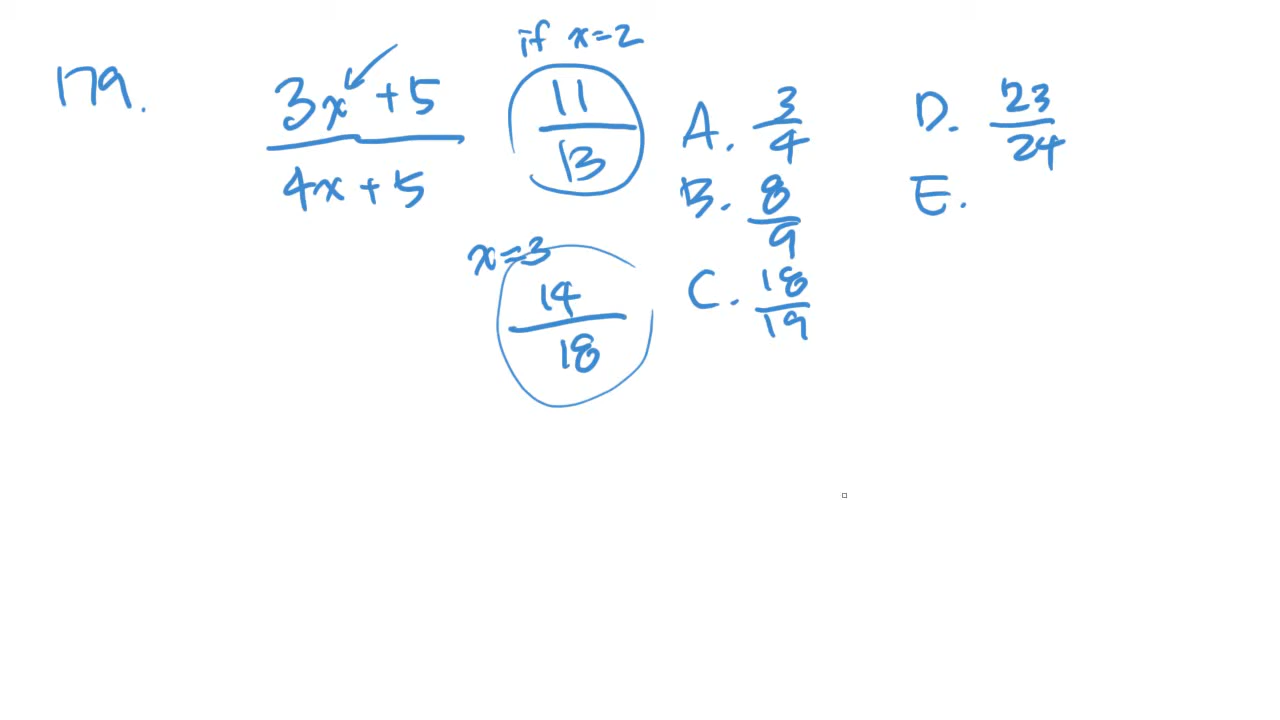 179.
3x + 5
4x + 5
if x=2
11
13
x=3
14
18
A. 3/4
B. 8/9
C. 18/19
D. 23/24
E.